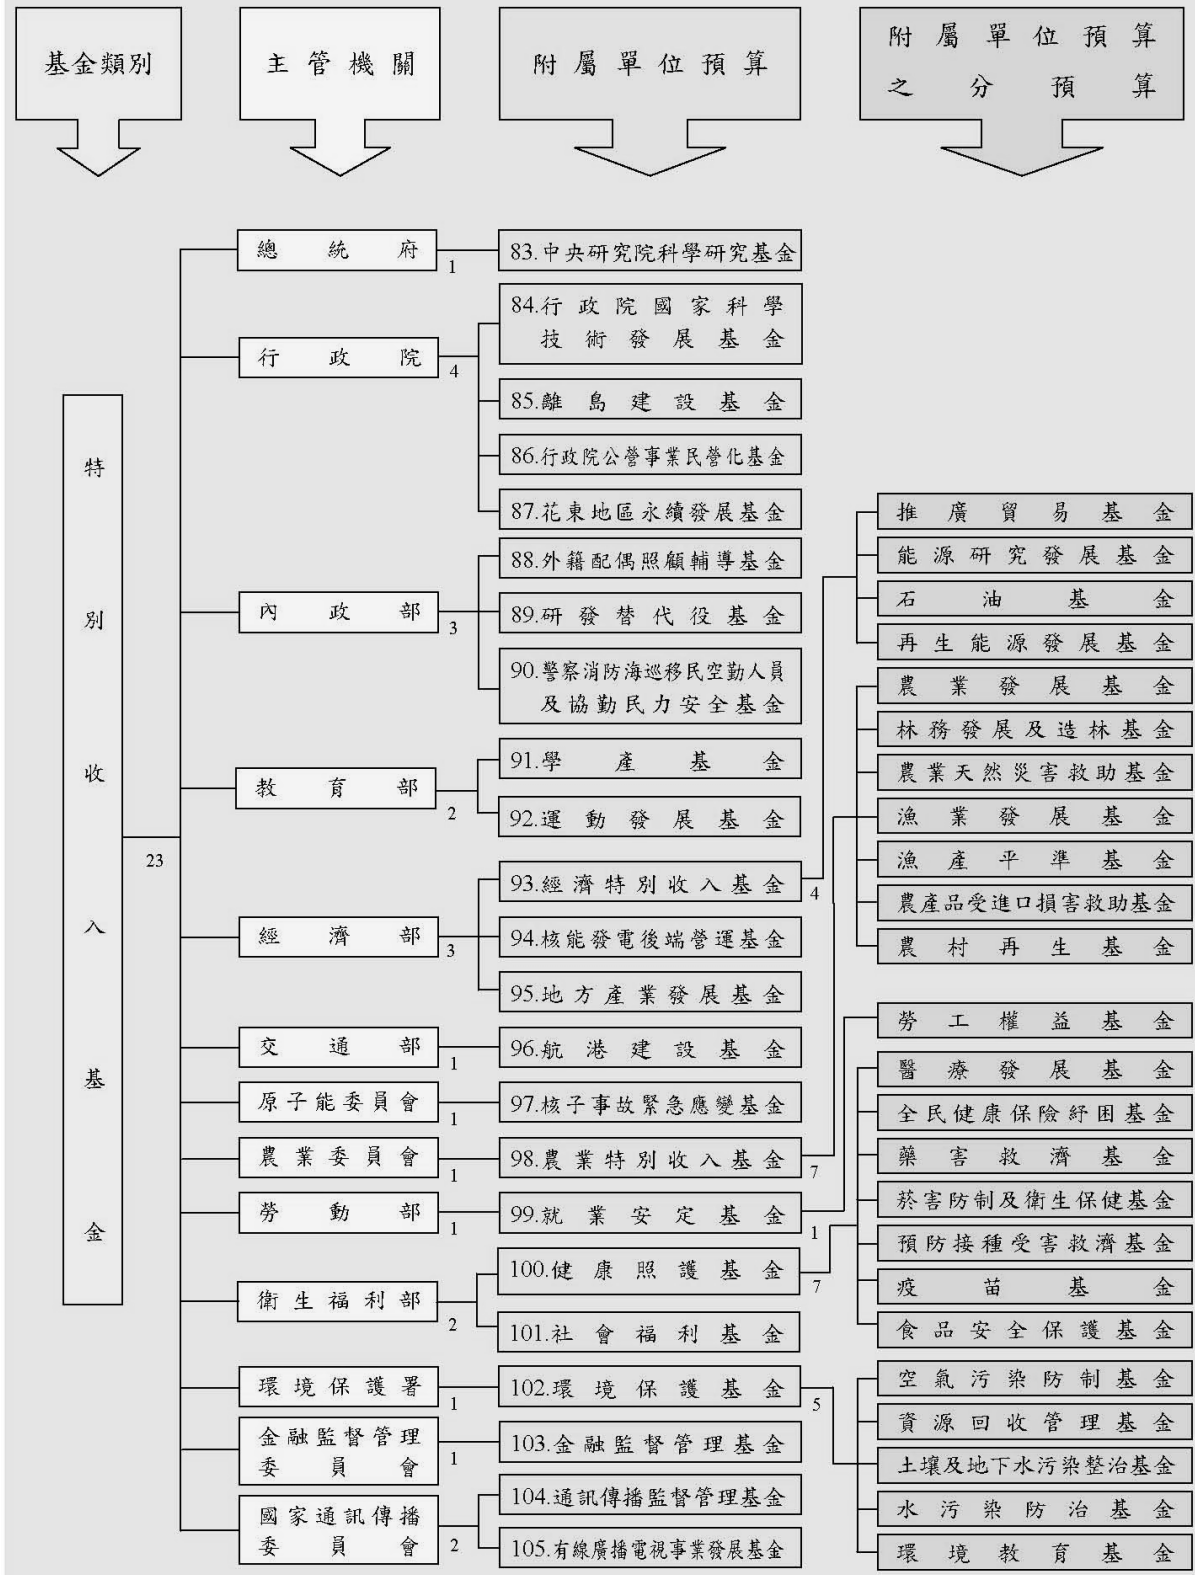 基金類別
主管機關
附屬單位預算
附屬單位預算
之分預算
特別收入基金
23
總統府
1
83.中央研究院科學研究基金
行政院
4
84.行政院國家科學
技術發展基金
85.離島建設基金
86.行政院公營事業民營化基金
87.花東地區永續發展基金
內政部
3
88.外籍配偶照顧輔導基金
89.研發替代役基金
90.警察消防海巡移民空勤人員
及協勤民力安全基金
教育部
2
91.學產基金
92.運動發展基金
經濟部
3
93.經濟特別收入基金
4
94.核能發電後端營運基金
95.地方產業發展基金
交通部
1
96.航港建設基金
原子能委員會
1
97.核子事故緊急應變基金
農業委員會
1
98.農業特別收入基金
7
勞動部
1
99.就業安定基金
1
衛生福利部
2
100.健康照護基金
7
101.社會福利基金
環境保護署
1
102.環境保護基金
5
金融監督管理
委員會
1
103.金融監督管理基金
國家通訊傳播
委員會
2
104.通訊傳播監督管理基金
105.有線廣播電視事業發展基金
推廣貿易基金
能源研究發展基金
石油基金
再生能源發展基金
農業發展基金
林務發展及造林基金
農業天然災害救助基金
漁業發展基金
漁產平準基金
農產品受進口損害救助基金
農村再生基金
勞工權益基金
醫療發展基金
全民健康保險紓困基金
藥害救濟基金
菸害防制及衛生保健基金
預防接種受害救濟基金
疫苗基金
食品安全保護基金
空氣污染防制基金
資源回收管理基金
土壤及地下水污染整治基金
水污染防治基金
環境教育基金